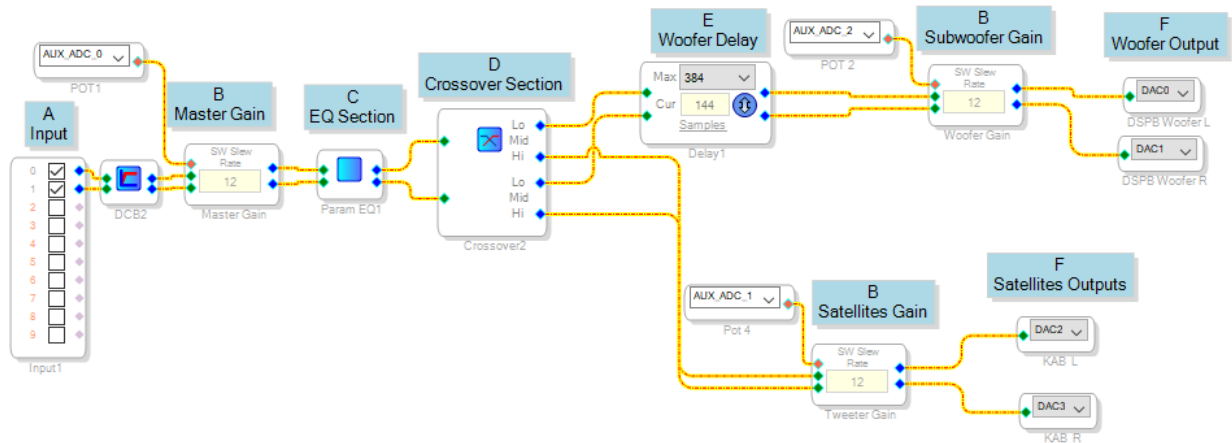 AUX_ADC_0
POT1
A
Input
0
1
2
3
4
5
6
7
8
9
Input1
DCB2
B
Master Gain
SW Slew
Rate
12
Master Gain
C
EQ Section
Param EQ1
D
Crossover Section
Lo
Mid
Hi
Lo
Mid
Hi
Crossover2
E
Woofer Delay
Max 384
Cur 144
Samples
Delay1
AUX_ADC_2
POT 2
B
Subwoofer Gain
SW Slew
Rate
12
Woofer Gain
F
Woofer Output
DAC0
DSPB Woofer L
DAC1
DSPB Woofer R
AUX_ADC_1
Pot 4
B
Satellites Gain
SW Slew
Rate
12
Tweeter Gain
F
Satellites Outputs
DAC2
KAB L
DAC3
KAB R